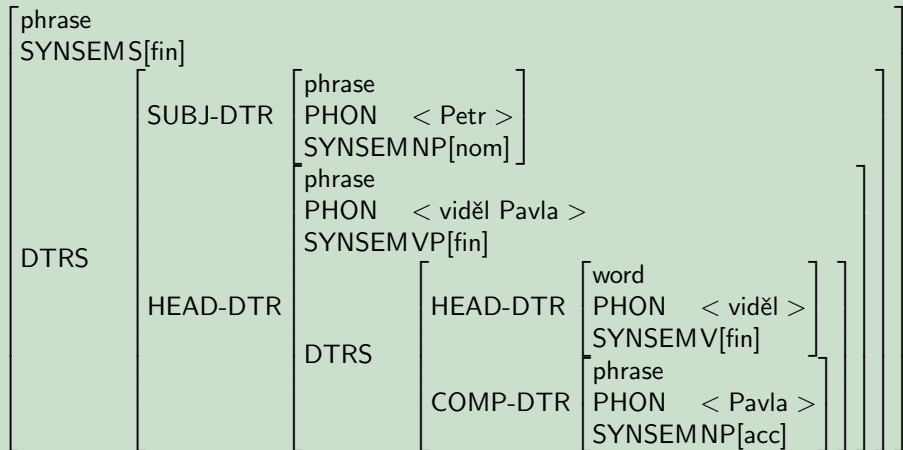 phrase
SYNSEM S[fin]
phrase
SUBJ-DTR PHON < Petr >
SYNSEM NP[nom]
phrase
PHON < viděl Pavla >
SYNSEM VP[fin]
DTRS
word
HEAD-DTR HEAD-DTR PHON < viděl >
SYNSEM V[fin]
DTRS
phrase
COMP-DTR PHON < Pavla >
SYNSEM NP[acc]